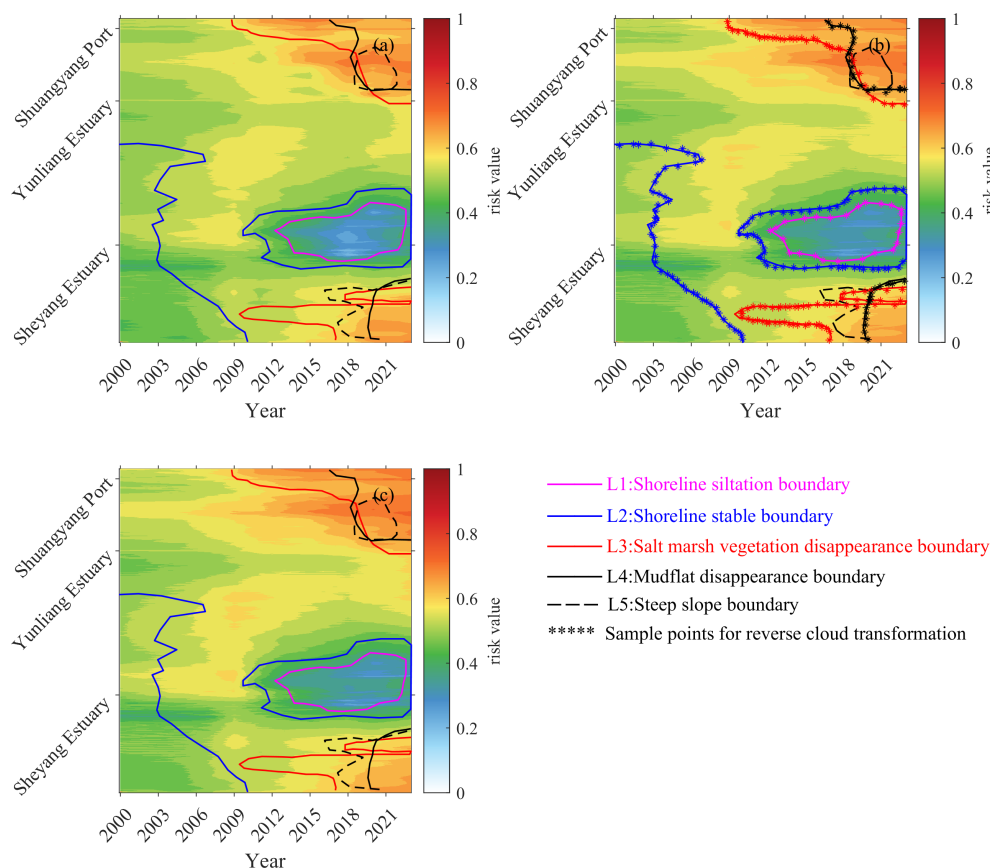 (a)
Shuangyang Port
Yunliang Estuary
Sheyang Estuary
2000 2003 2006 2009 2012 2015 2018 2021
Year
1
0.8
0.6
0.4
0.2
0
risk value
(b)
Shuangyang Port
Yunliang Estuary
Sheyang Estuary
2000 2003 2006 2009 2012 2015 2018 2021
Year
1
0.8
0.6
0.4
0.2
0
risk value
(c)
Shuangyang Port
Yunliang Estuary
Sheyang Estuary
2000 2003 2006 2009 2012 2015 2018 2021
Year
1
0.8
0.6
0.4
0.2
0
risk value
L1:Shoreline siltation boundary
L2:Shoreline stable boundary
L3:Salt marsh vegetation disappearance boundary
L4:Mudflat disappearance boundary
L5:Steep slope boundary
***** Sample points for reverse cloud transformation